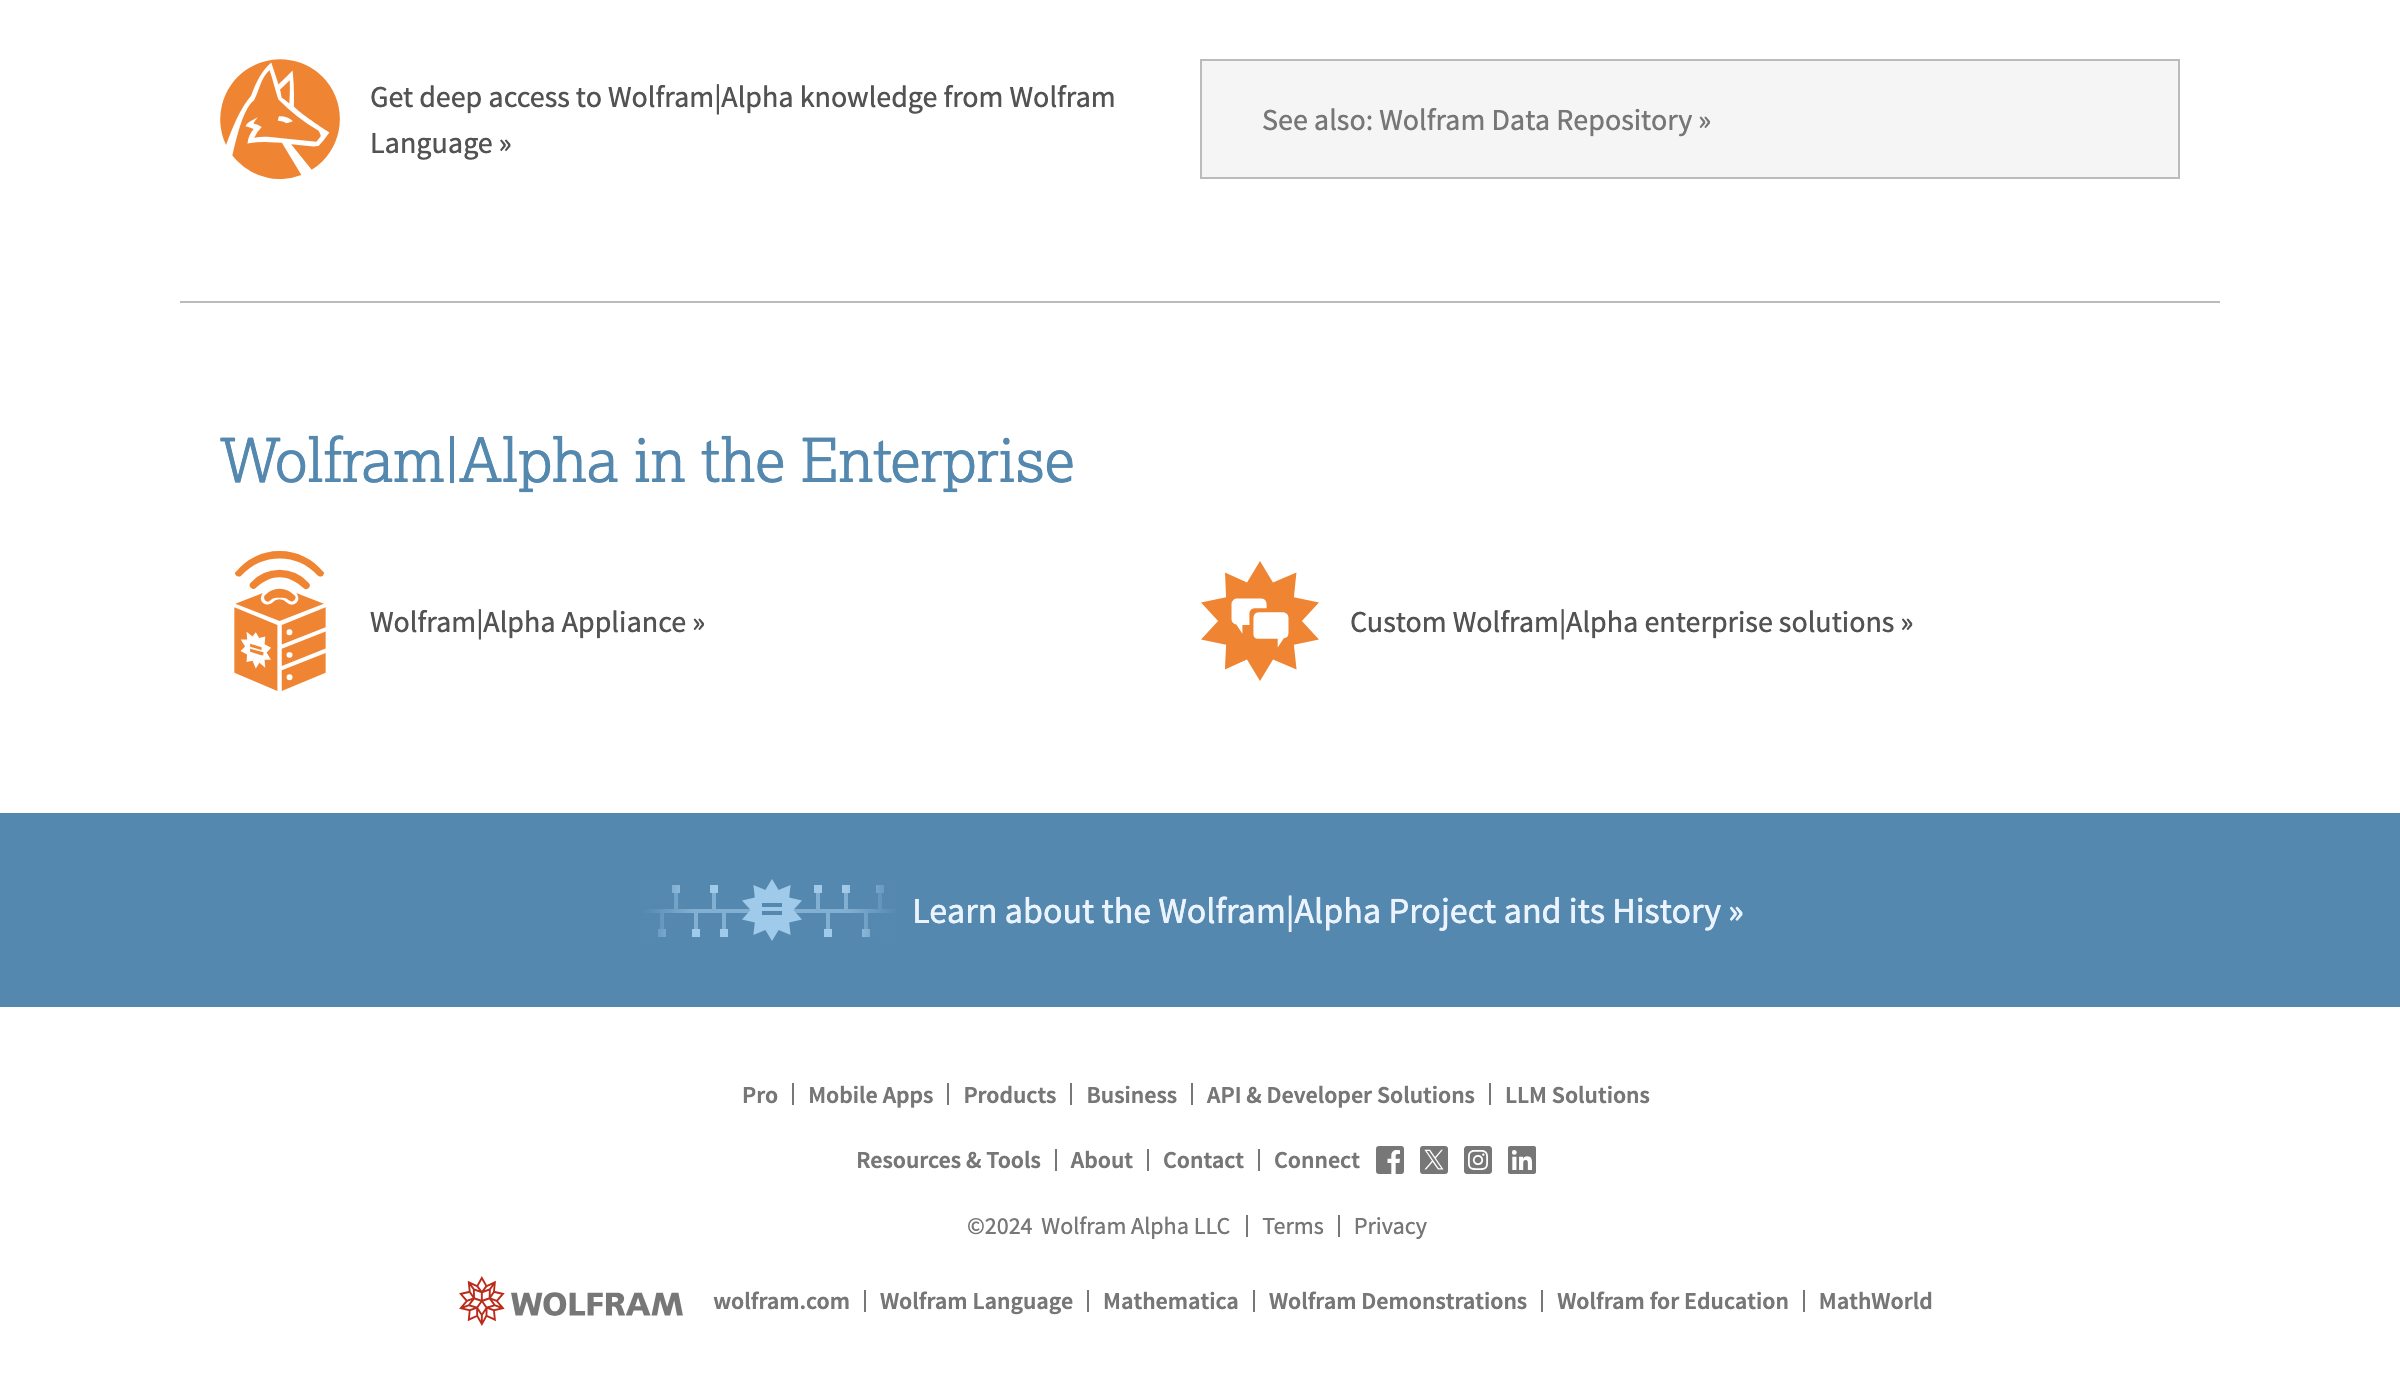 Get deep access to Wolfram|Alpha knowledge from Wolfram
Language »
See also: Wolfram Data Repository »
Wolfram|Alpha in the Enterprise
Wolfram|Alpha Appliance »
Custom Wolfram|Alpha enterprise solutions »
Learn about the Wolfram|Alpha Project and its History »
Pro | Mobile Apps | Products | Business | API & Developer Solutions | LLM Solutions
Resources & Tools | About | Contact | Connect
©2024 Wolfram Alpha LLC | Terms | Privacy
WOLFRAM wolfram.com | Wolfram Language | Mathematica | Wolfram Demonstrations | Wolfram for Education | MathWorld